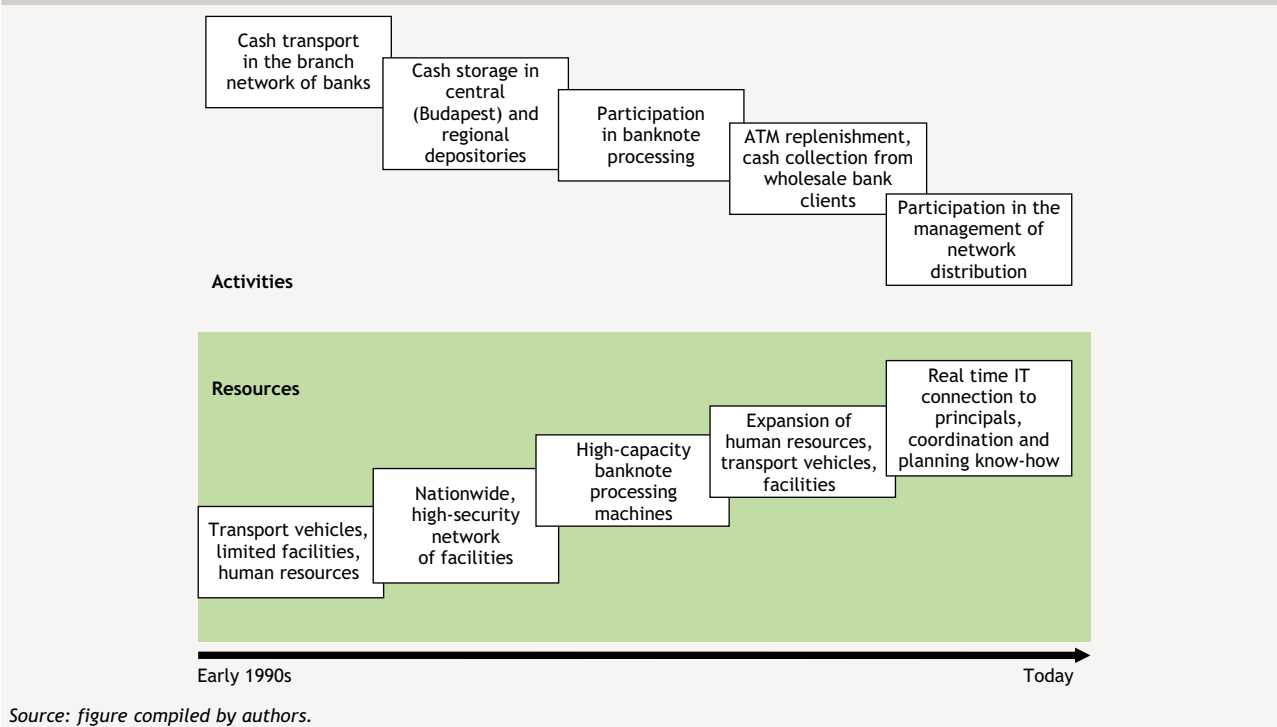 Cash transport
in the branch
network of banks
Cash storage in
central
(Budapest) and
regional
depositories
Participation
in banknote
processing
ATM replenishment,
cash collection from
wholesale bank
clients
Participation in the
management of
network
distribution
Activities
Resources
Transport vehicles,
limited facilities,
human resources
Nationwide,
high-security
network
of facilities
High-capacity
banknote
processing
machines
Expansion of
human resources,
transport vehicles,
facilities
Real time IT
connection to
principals,
coordination and
planning know-how
Early 1990s
Today
Source: figure compiled by authors.